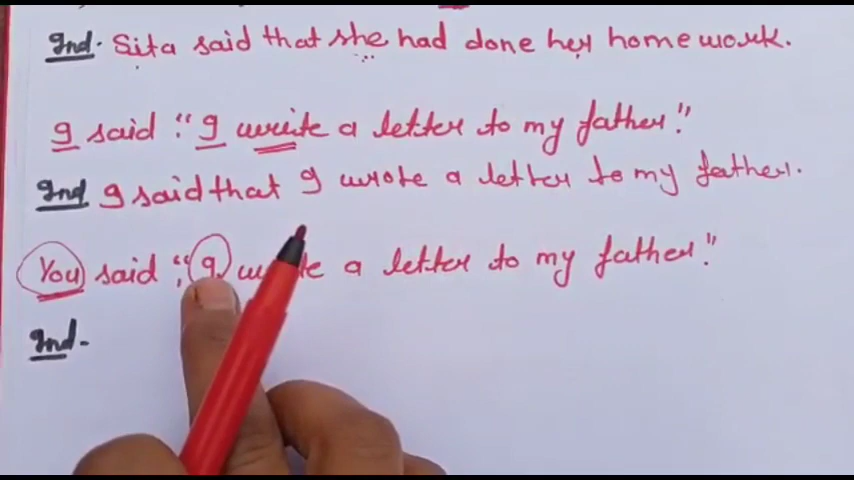 Ind. Sita said that she had done her homework.
I said "I write a letter to my father."
Ind I said that I wrote a letter to my father.
You said "I write a letter to my father."
Ind.